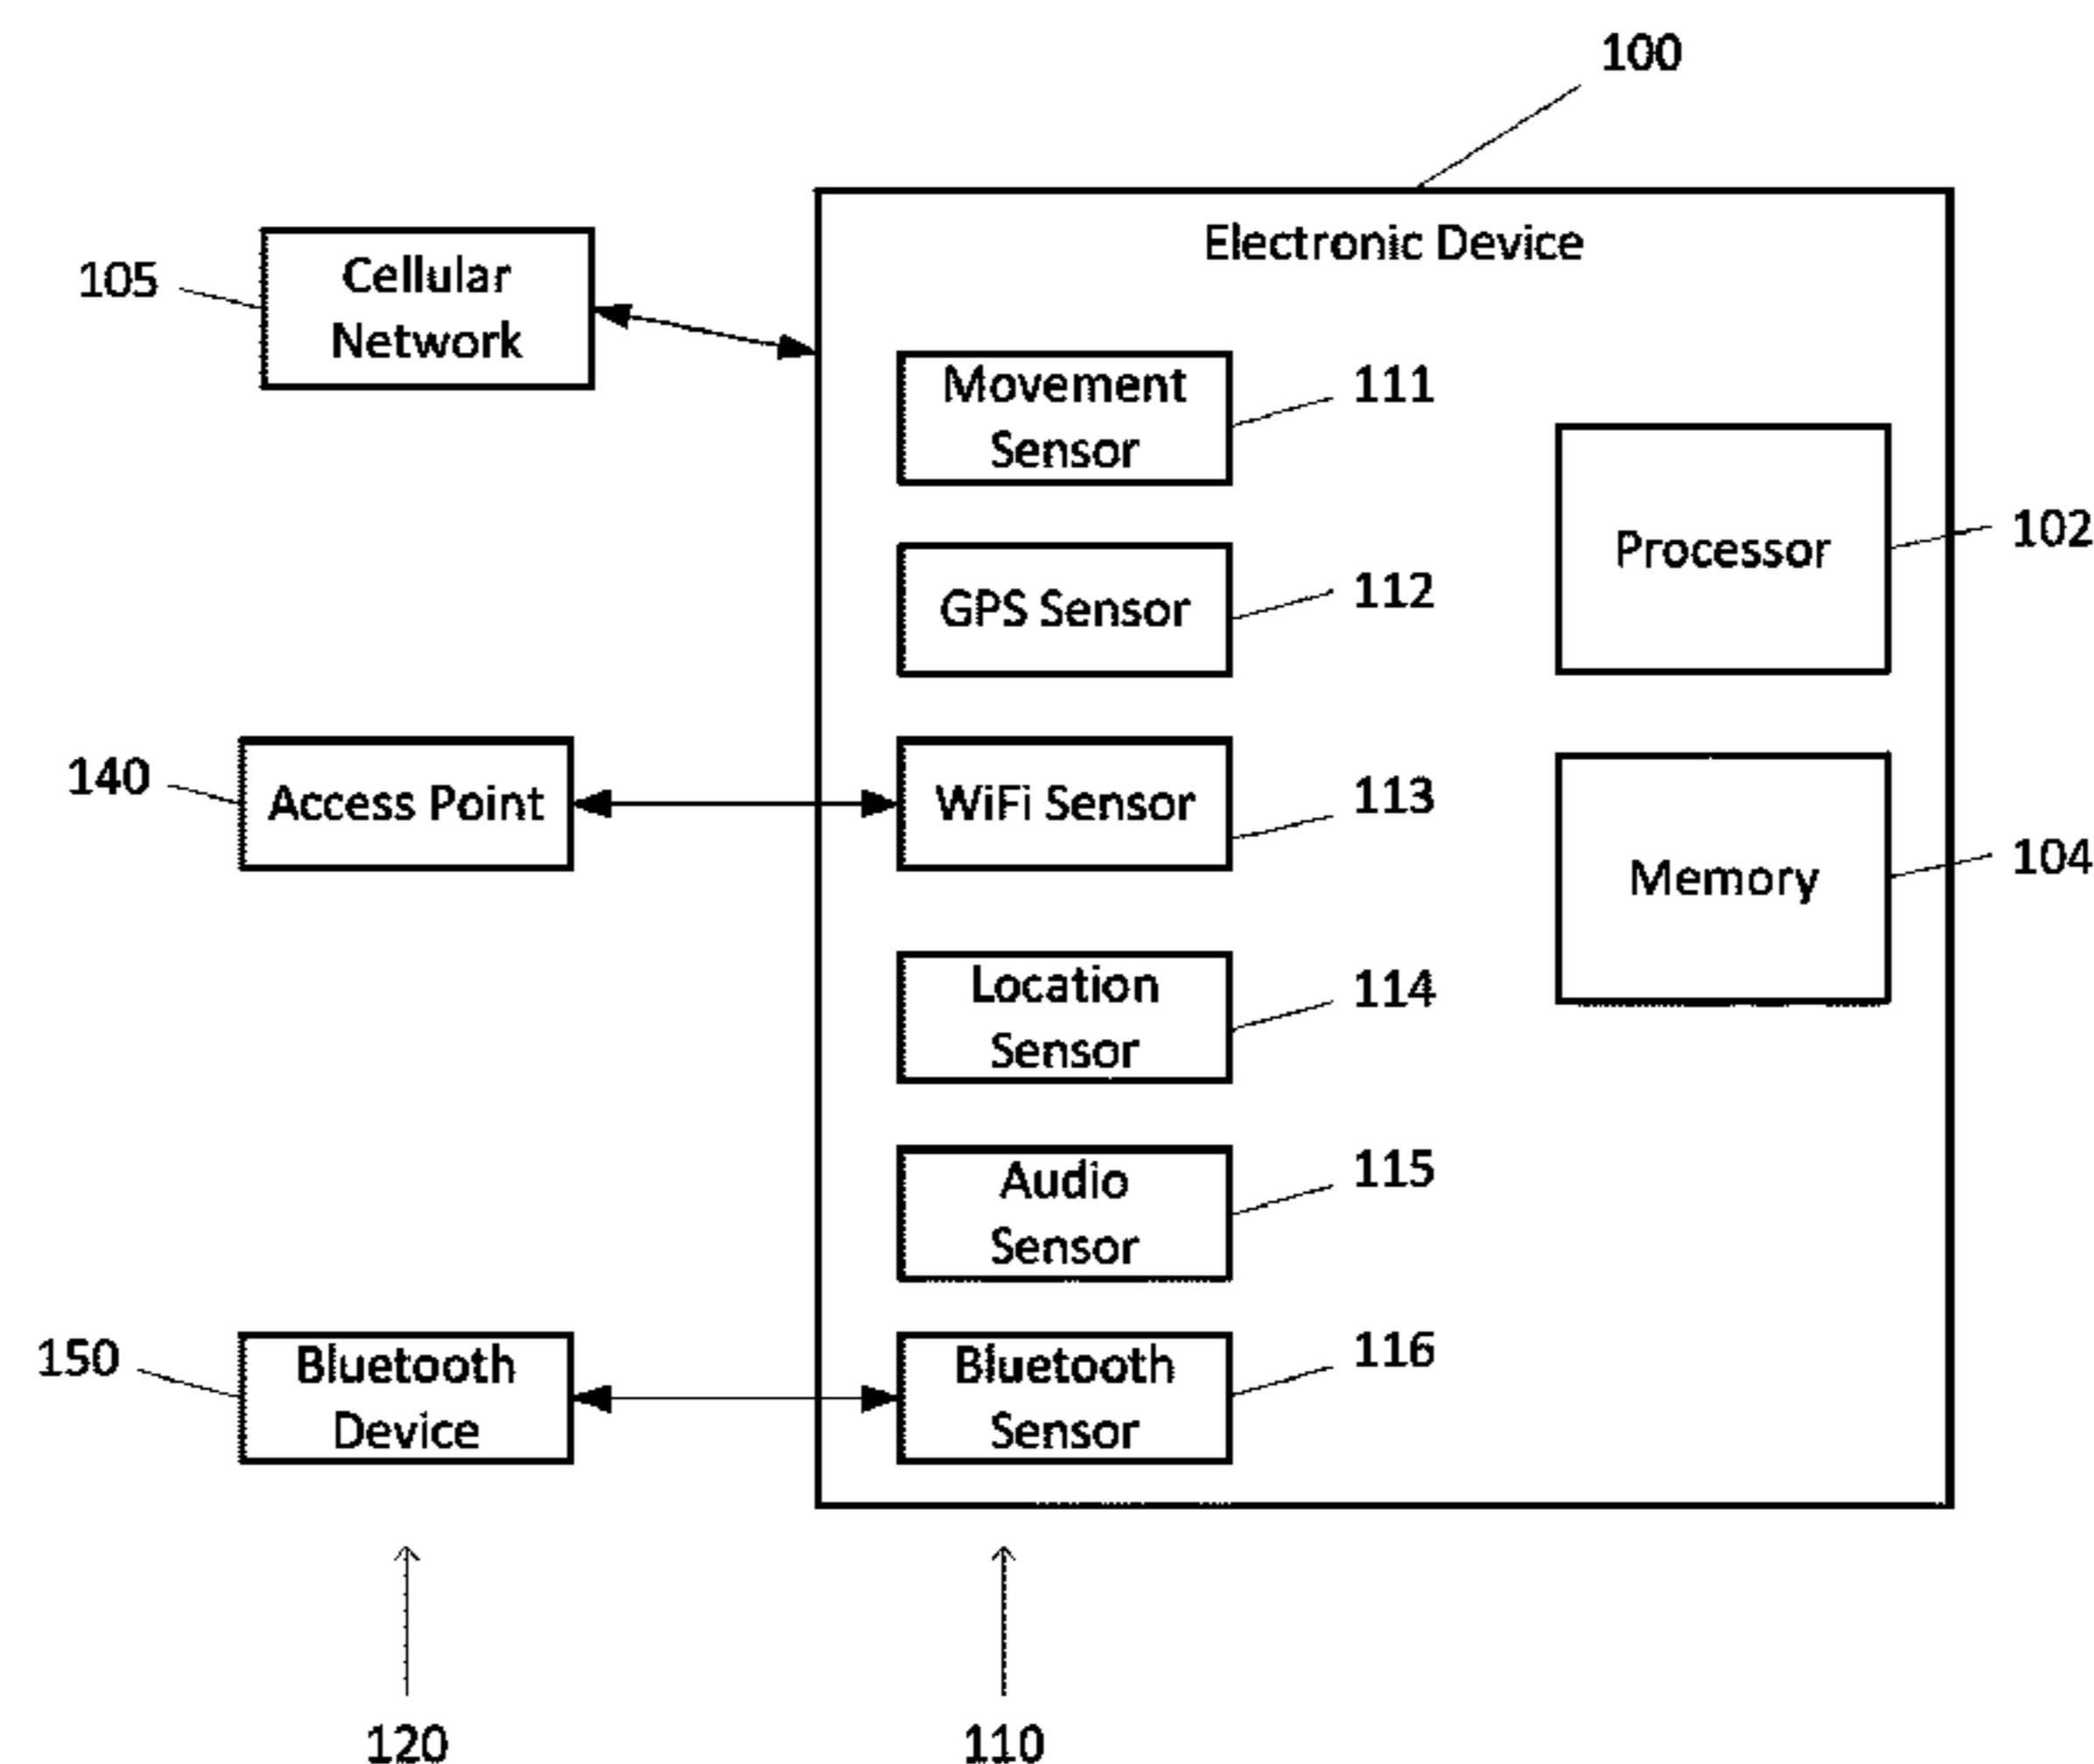 100
Electronic Device
105
Cellular
Network
Movement
Sensor
111
Processor
102
GPS Sensor
112
140
Access Point
WiFi Sensor
113
Memory
104
Location
Sensor
114
Audio
Sensor
115
150
Bluetooth
Device
Bluetooth
Sensor
116
120
110